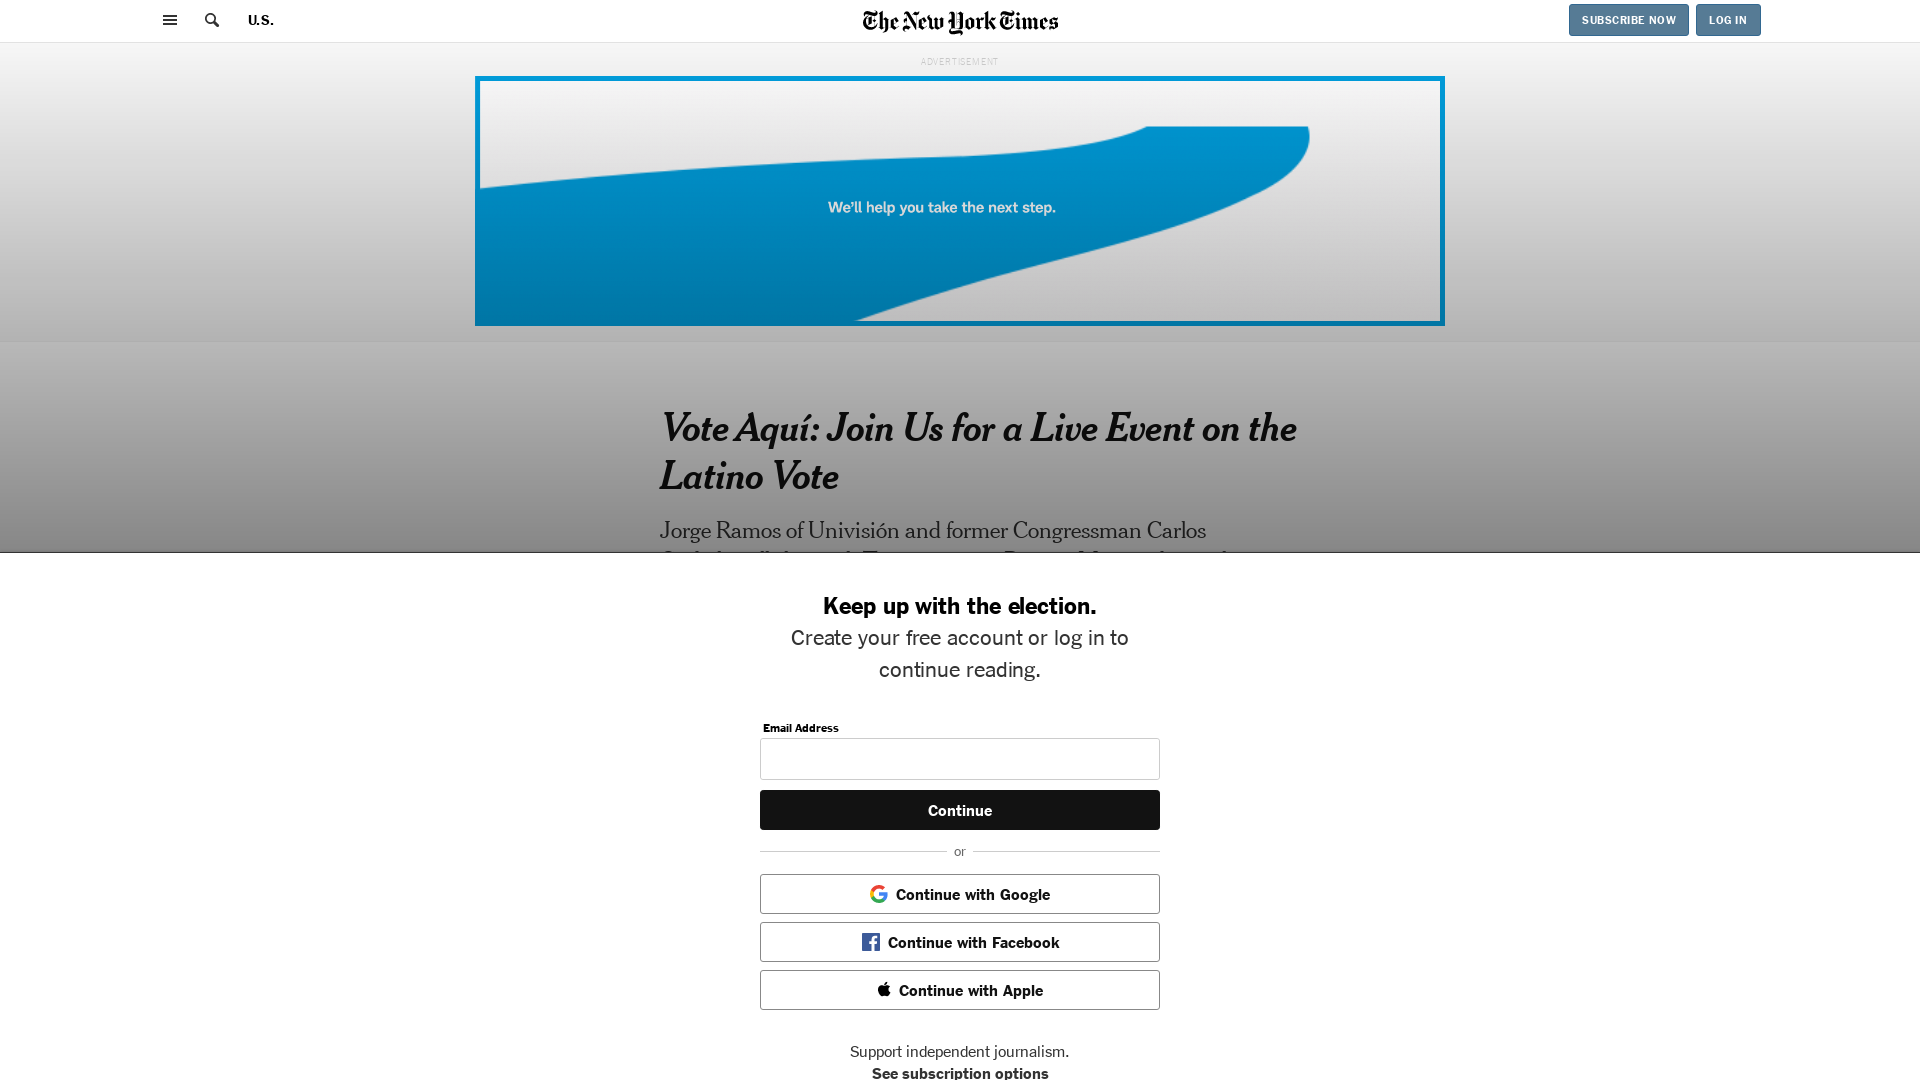 U.S.
The New York Times
SUBSCRIBE NOW
LOG IN
ADVERTISEMENT
We'll help you take the next step.
Vote Aquí: Join Us for a Live Event on the
Latino Vote
Jorge Ramos of Univisión and former Congressman Carlos
Keep up with the election.
Create your free account or log in to
continue reading.
Email Address
Continue
or
Continue with Google
Continue with Facebook
Continue with Apple
Support independent journalism.
See subscription options